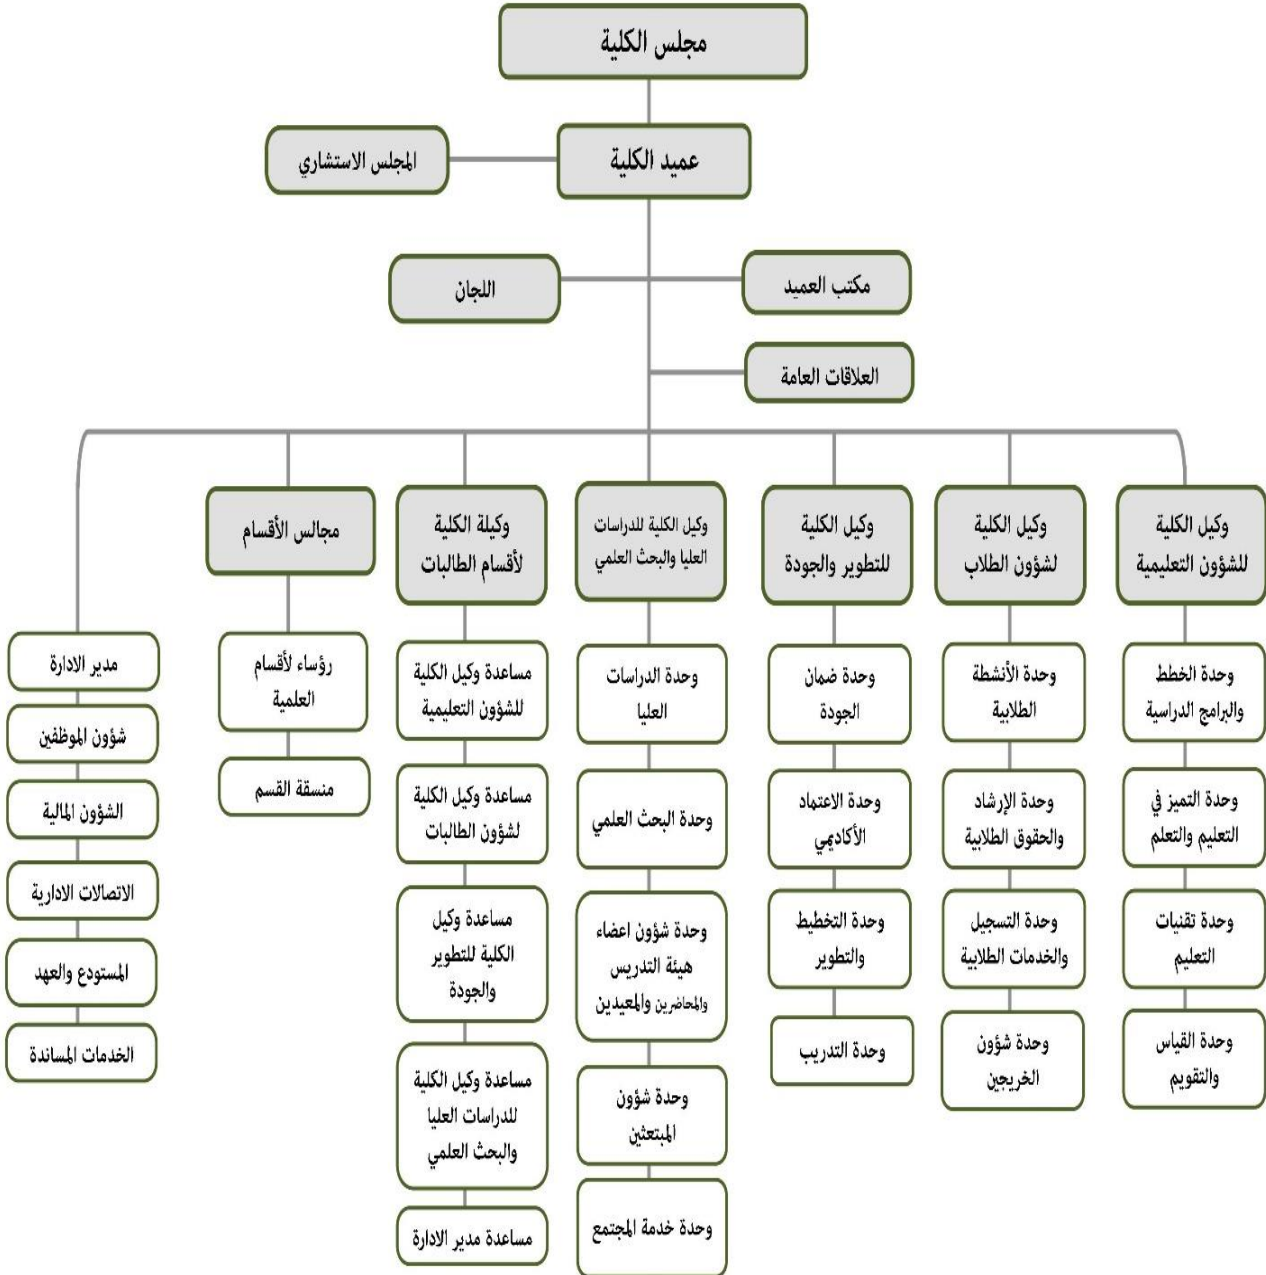 مجلس الكلية
عميد الكلية
المجلس الاستشاري
مكتب العميد
اللجان
العلاقات العامة
وكيل الكلية
للشؤون التعليمية
وحدة الخطط
والبرامج الدراسية
وحدة التميز في
التعليم والتعلم
وحدة تقنيات
التعليم
وحدة القياس
والتقويم
وكيل الكلية
لشؤون الطلاب
وحدة الأنشطة
الطلابية
وحدة الإرشاد
والحقوق الطلابية
وحدة التسجيل
والخدمات الطلابية
وحدة شؤون
الخريجين
وكيل الكلية
للتطوير والجودة
وحدة ضمان
الجودة
وحدة الاعتماد
الأكاديمي
وحدة التخطيط
والتطوير
وحدة التدريب
وكيل الكلية للدراسات
العليا والبحث العلمي
وحدة الدراسات
العليا
وحدة البحث العلمي
وحدة شؤون اعضاء
هيئة التدريس
والمحاضرين والمعيدين
وحدة شؤون
المبتعثين
وحدة خدمة المجتمع
وكيلة الكلية
لأقسام الطالبات
مساعدة وكيل الكلية
للشؤون التعليمية
مساعدة وكيل الكلية
لشؤون الطالبات
مساعدة وكيل
الكلية للتطوير
والجودة
مساعدة وكيل الكلية
للدراسات العليا
والبحث العلمي
مساعدة مدير الادارة
مجالس الأقسام
رؤساء لأقسام
العلمية
منسقة القسم
مدير الادارة
شؤون الموظفين
الشؤون المالية
الاتصالات الادارية
المستودع والعهد
الخدمات المساندة